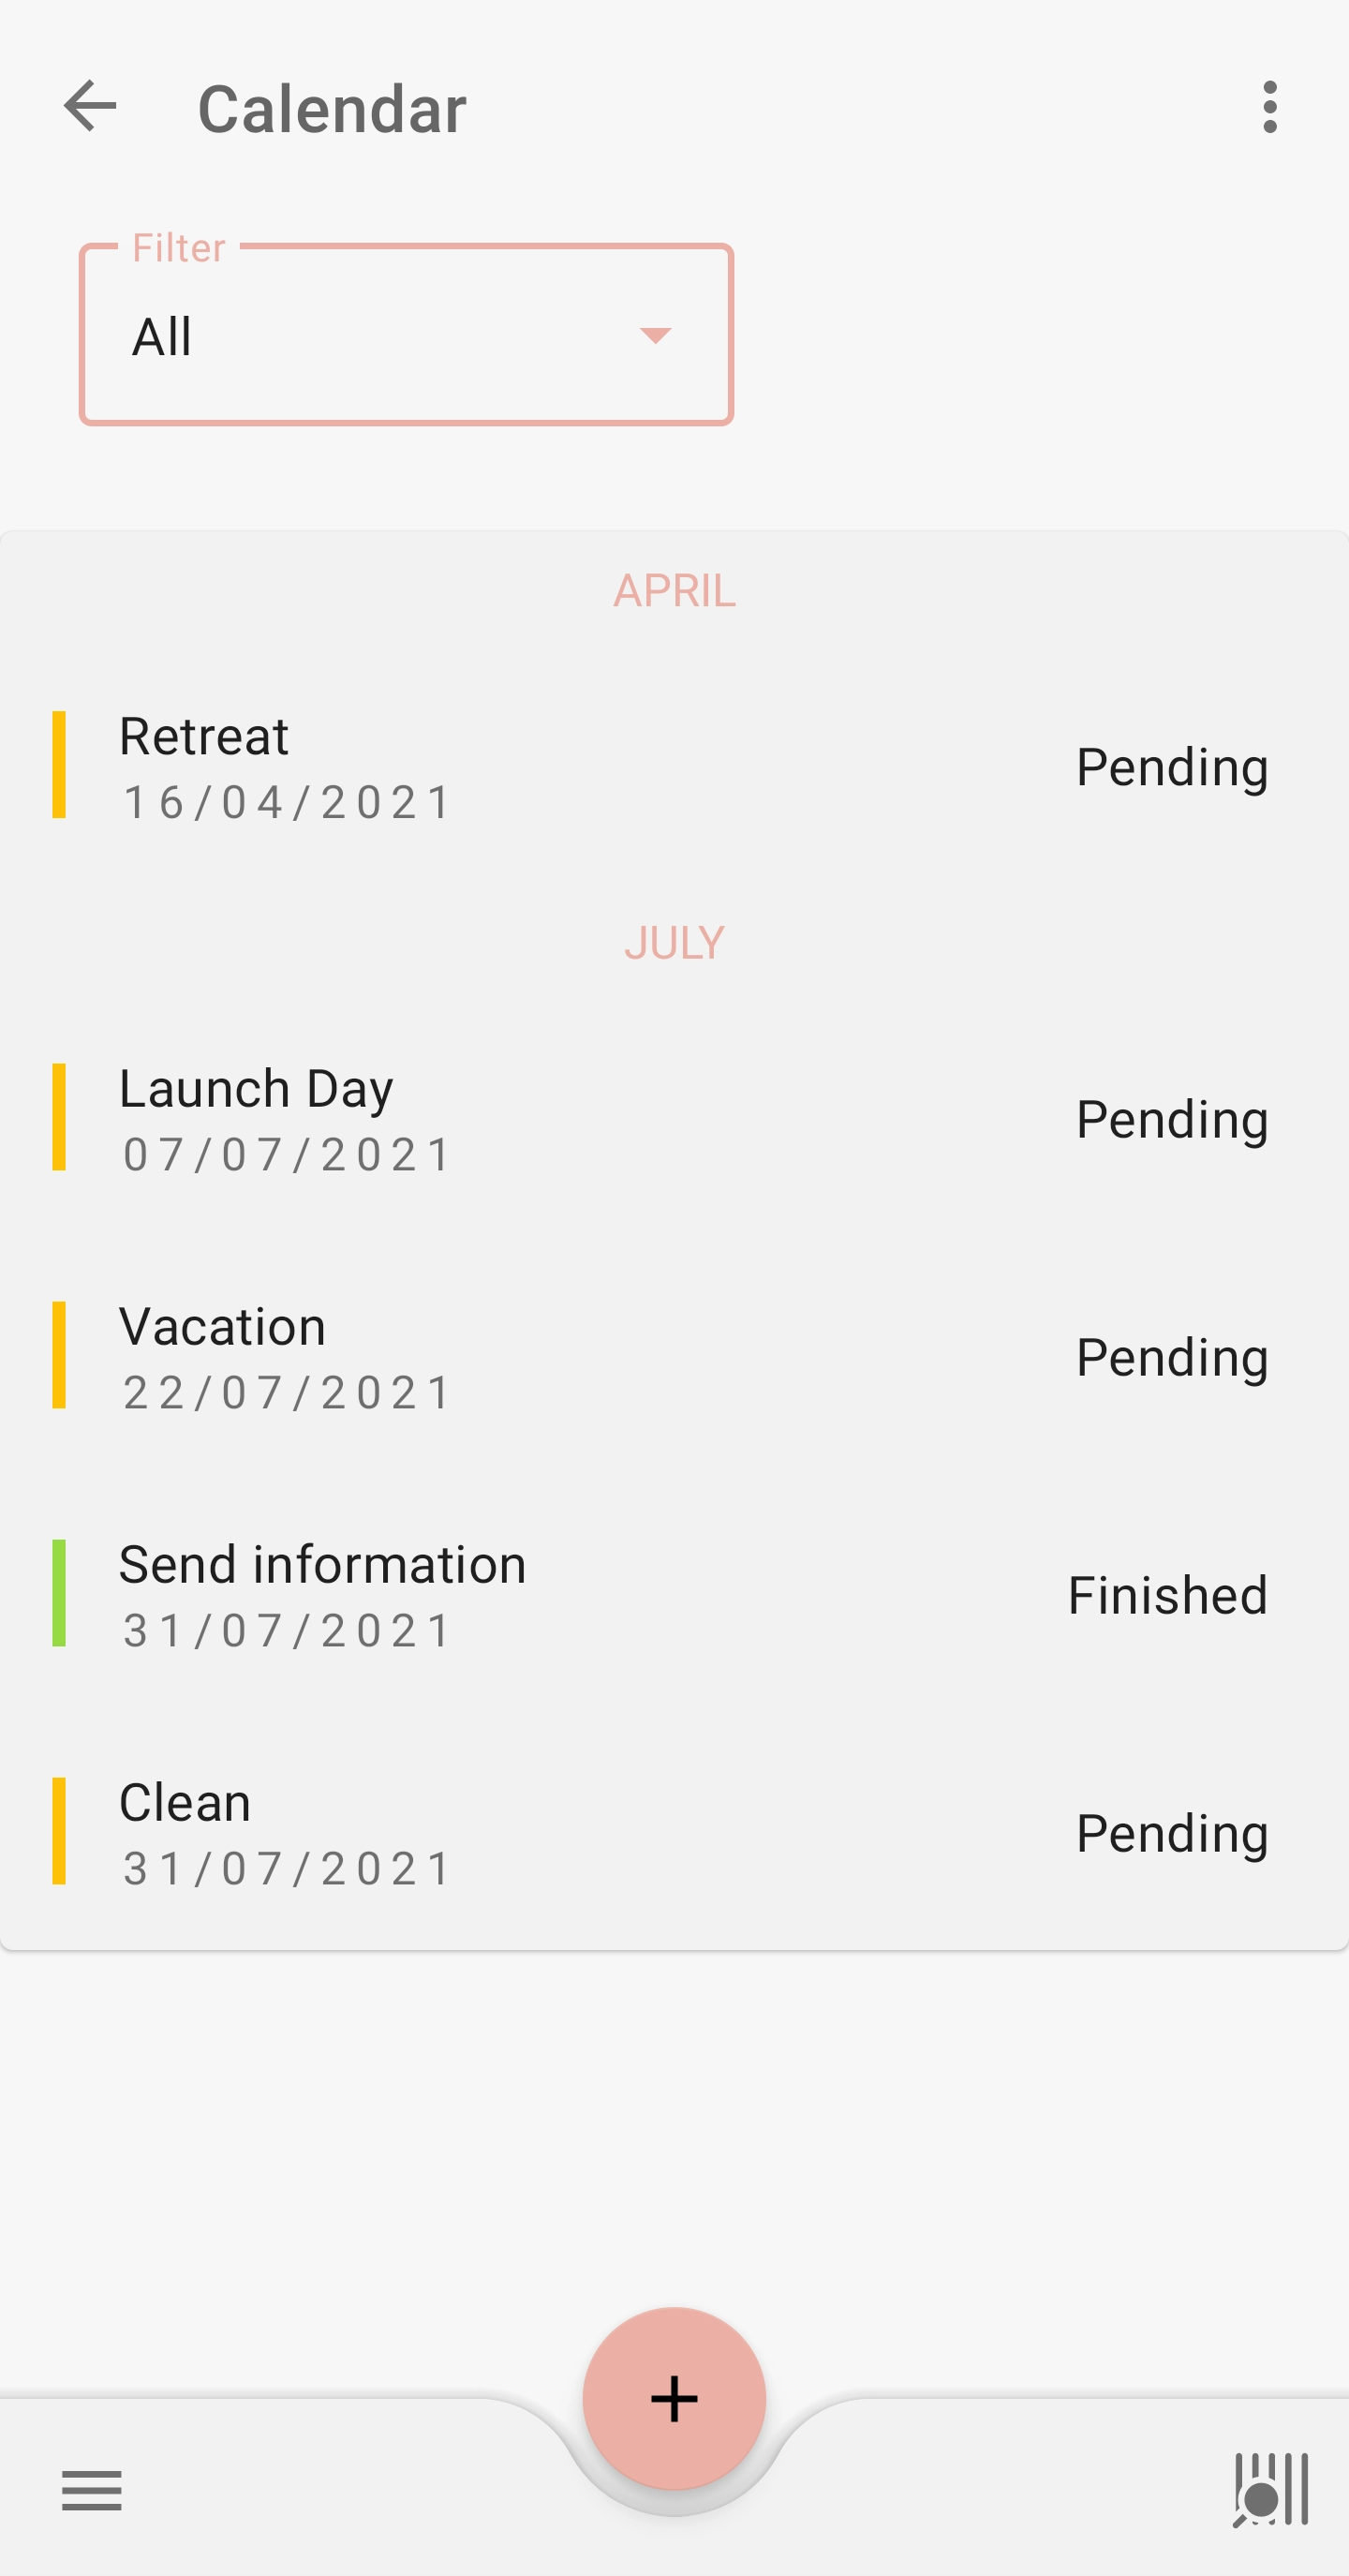 Calendar
Filter
All
APRIL
Retreat
16/04/2021
Pending
JULY
Launch Day
07/07/2021
Pending
Vacation
22/07/2021
Pending
Send information
31/07/2021
Finished
Clean
31/07/2021
Pending